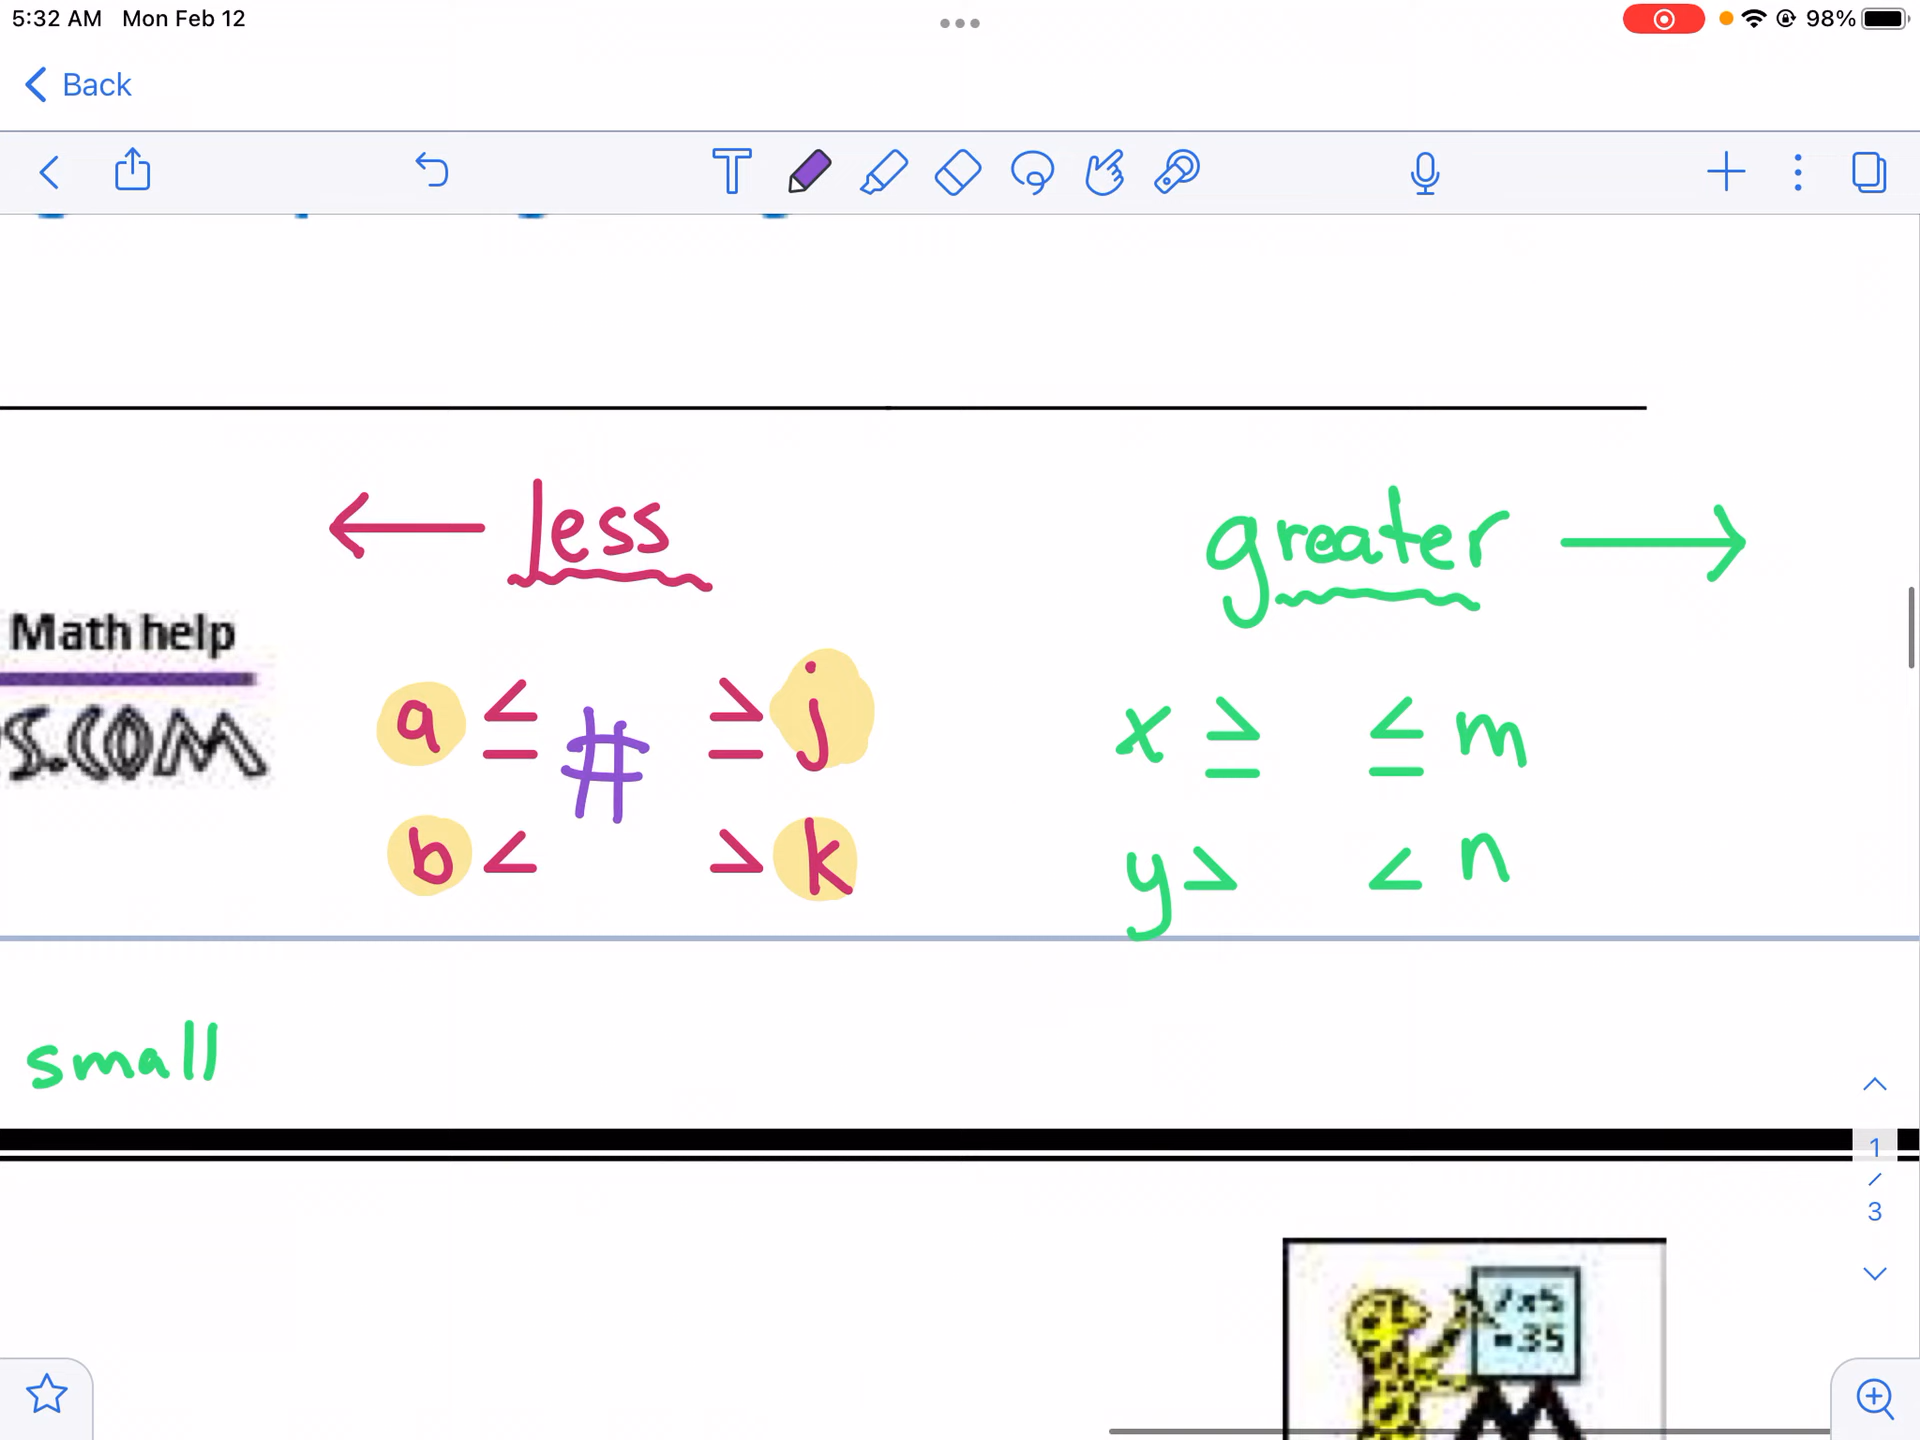 5:32 AM Mon Feb 12
98%
Back
less
greater
Math help
S.COM
a ≤ # ≥ j
x ≥ ≤ m
b < > k
y > < n
small
1
/
3
7x5
=35